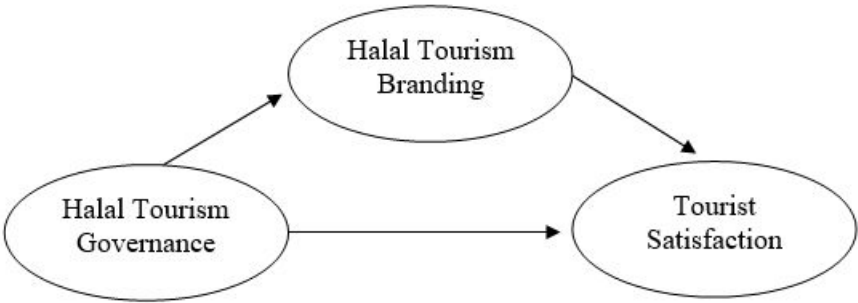 Halal Tourism
Branding
Halal Tourism
Governance
Tourist
Satisfaction